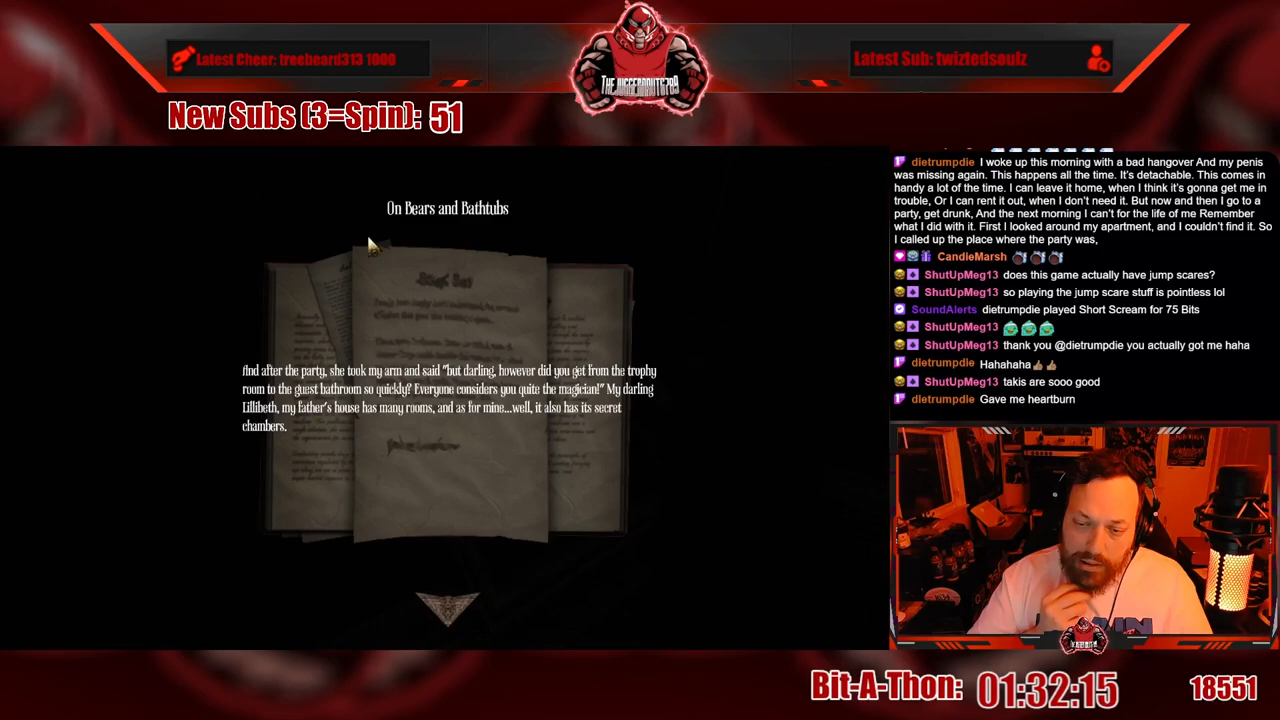 Latest Cheer: treebeard313 1000
THEJUGGERNAUT6789
Latest Sub: twiztedsoulz
New Subs (3=Spin): 51
On Bears and Bathtubs
And after the party, she took my arm and said "but darling, however did you get from the trophy
room to the guest bathroom so quickly? Everyone considers you quite the magician!" My darling
Lillibeth, my father's house has many rooms, and as for mine...well, it also has its secret
chambers.
dietrumpdie I woke up this morning with a bad hangover And my penis
was missing again. This happens all the time. It's detachable. This comes in
handy a lot of the time. I can leave it home, when I think it's gonna get me in
trouble, Or I can rent it out, when I don't need it. But now and then I go to a
party, get drunk, And the next morning I can't for the life of me Remember
what I did with it. First I looked around my apartment, and I couldn't find it. So
I called up the place where the party was,
CandieMarsh
ShutUpMeg13 does this game actually have jump scares?
ShutUpMeg13 so playing the jump scare stuff is pointless lol
SoundAlerts dietrumpdie played Short Scream for 75 Bits
ShutUpMeg13
ShutUpMeg13 thank you @dietrumpdie you actually got me haha
dietrumpdie Hahahaha
ShutUpMeg13 takis are sooo good
dietrumpdie Gave me heartburn
Bit-A-Thon: 01:32:15 18551